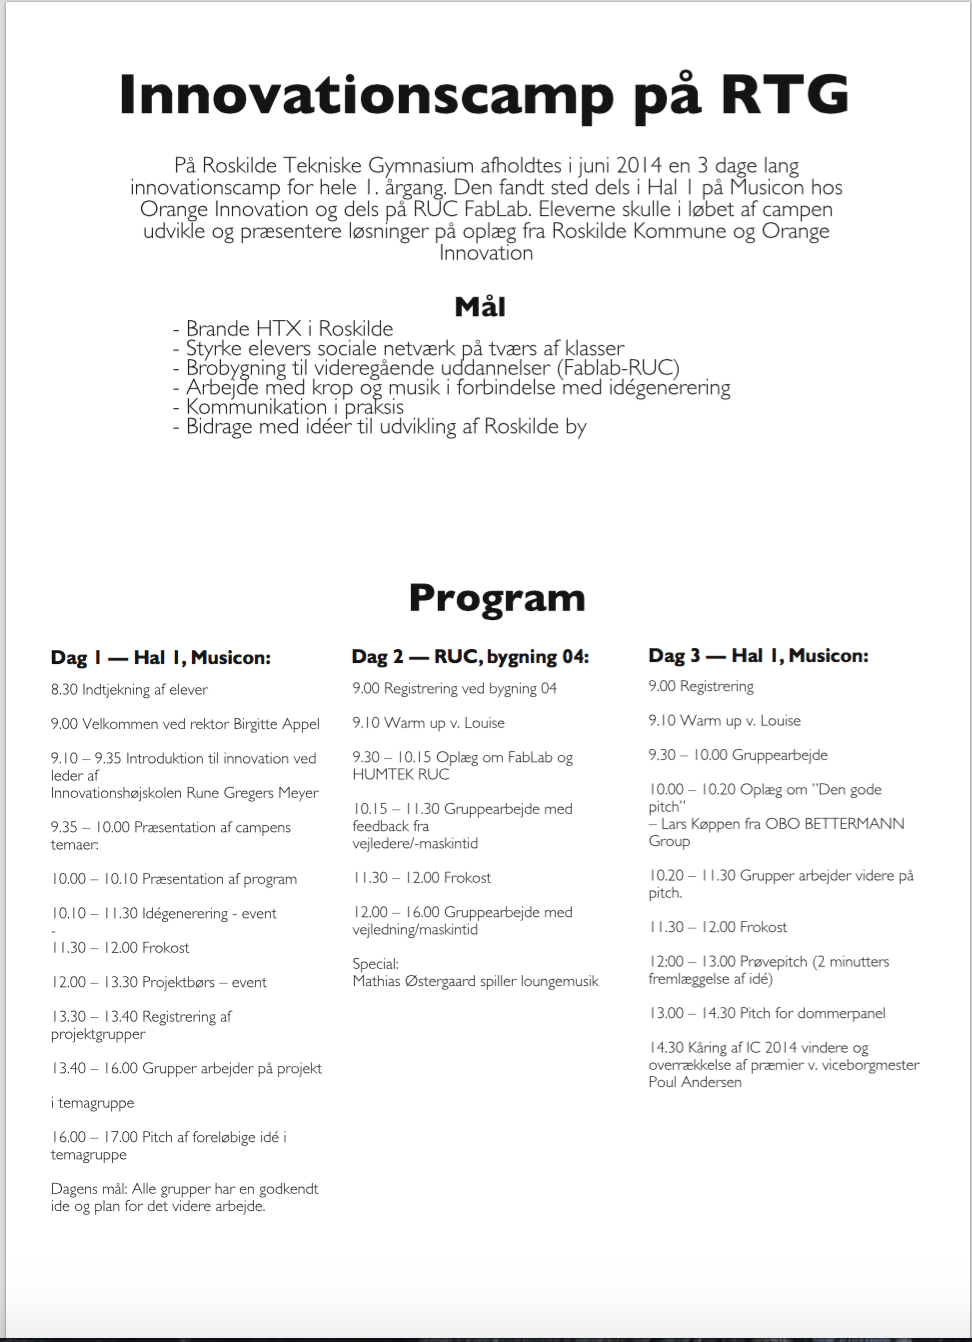 Innovationscamp på RTG
På Roskilde Tekniske Gymnasium afholdtes i juni 2014 en 3 dage lang
innovationscamp for hele 1. årgang. Den fandt sted dels i Hal 1 på Musicon hos
Orange Innovation og dels på RUC FabLab. Eleverne skulle i løbet af campen
udvikle og præsentere løsninger på oplæg fra Roskilde Kommune og Orange
Innovation
Mål
- Brande HTX i Roskilde
- Styrke elevers sociale netværk på tværs af klasser
- Brobygning til videregående uddannelser (Fablab-RUC)
- Arbejde med krop og musik i forbindelse med idégenerering
- Kommunikation i praksis
- Bidrage med idéer til udvikling af Roskilde by
Program
Dag 1 — Hal 1, Musicon:
8.30 Indtjekning af elever
9.00 Velkommen ved rektor Birgitte Appel
9.10 – 9.35 Introduktion til innovation ved
leder af
Innovationshøjskolen Rune Gregers Meyer
9.35 – 10.00 Præsentation af campens
temaer:
10.00 – 10.10 Præsentation af program
10.10 – 11.30 Idégenerering - event
-
11.30 – 12.00 Frokost
12.00 – 13.30 Projektbørs – event
13.30 – 13.40 Registrering af
projektgrupper
13.40 – 16.00 Grupper arbejder på projekt
i temagruppe
16.00 – 17.00 Pitch af foreløbige idé i
temagruppe
Dagens mål: Alle grupper har en godkendt
ide og plan for det videre arbejde.
Dag 2 — RUC, bygning 04:
9.00 Registrering ved bygning 04
9.10 Warm up v. Louise
9.30 – 10.15 Oplæg om FabLab og
HUMTEK RUC
10.15 – 11.30 Gruppearbejde med
feedback fra
vejledere/-maskintid
11.30 – 12.00 Frokost
12.00 – 16.00 Gruppearbejde med
vejledning/maskintid
Special:
Mathias Østergaard spiller loungemusik
Dag 3 — Hal 1, Musicon:
9.00 Registrering
9.10 Warm up v. Louise
9.30 – 10.00 Gruppearbejde
10.00 – 10.20 Oplæg om "Den gode
pitch"
– Lars Køppen fra OBO BETTERMANN
Group
10.20 – 11.30 Grupper arbejder videre på
pitch.
11.30 – 12.00 Frokost
12:00 – 13.00 Prøvepitch (2 minutters
fremlæggelse af idé)
13.00 – 14.30 Pitch for dommerpanel
14.30 Kåring af IC 2014 vindere og
overrækkelse af præmier v. viceborgmester
Poul Andersen